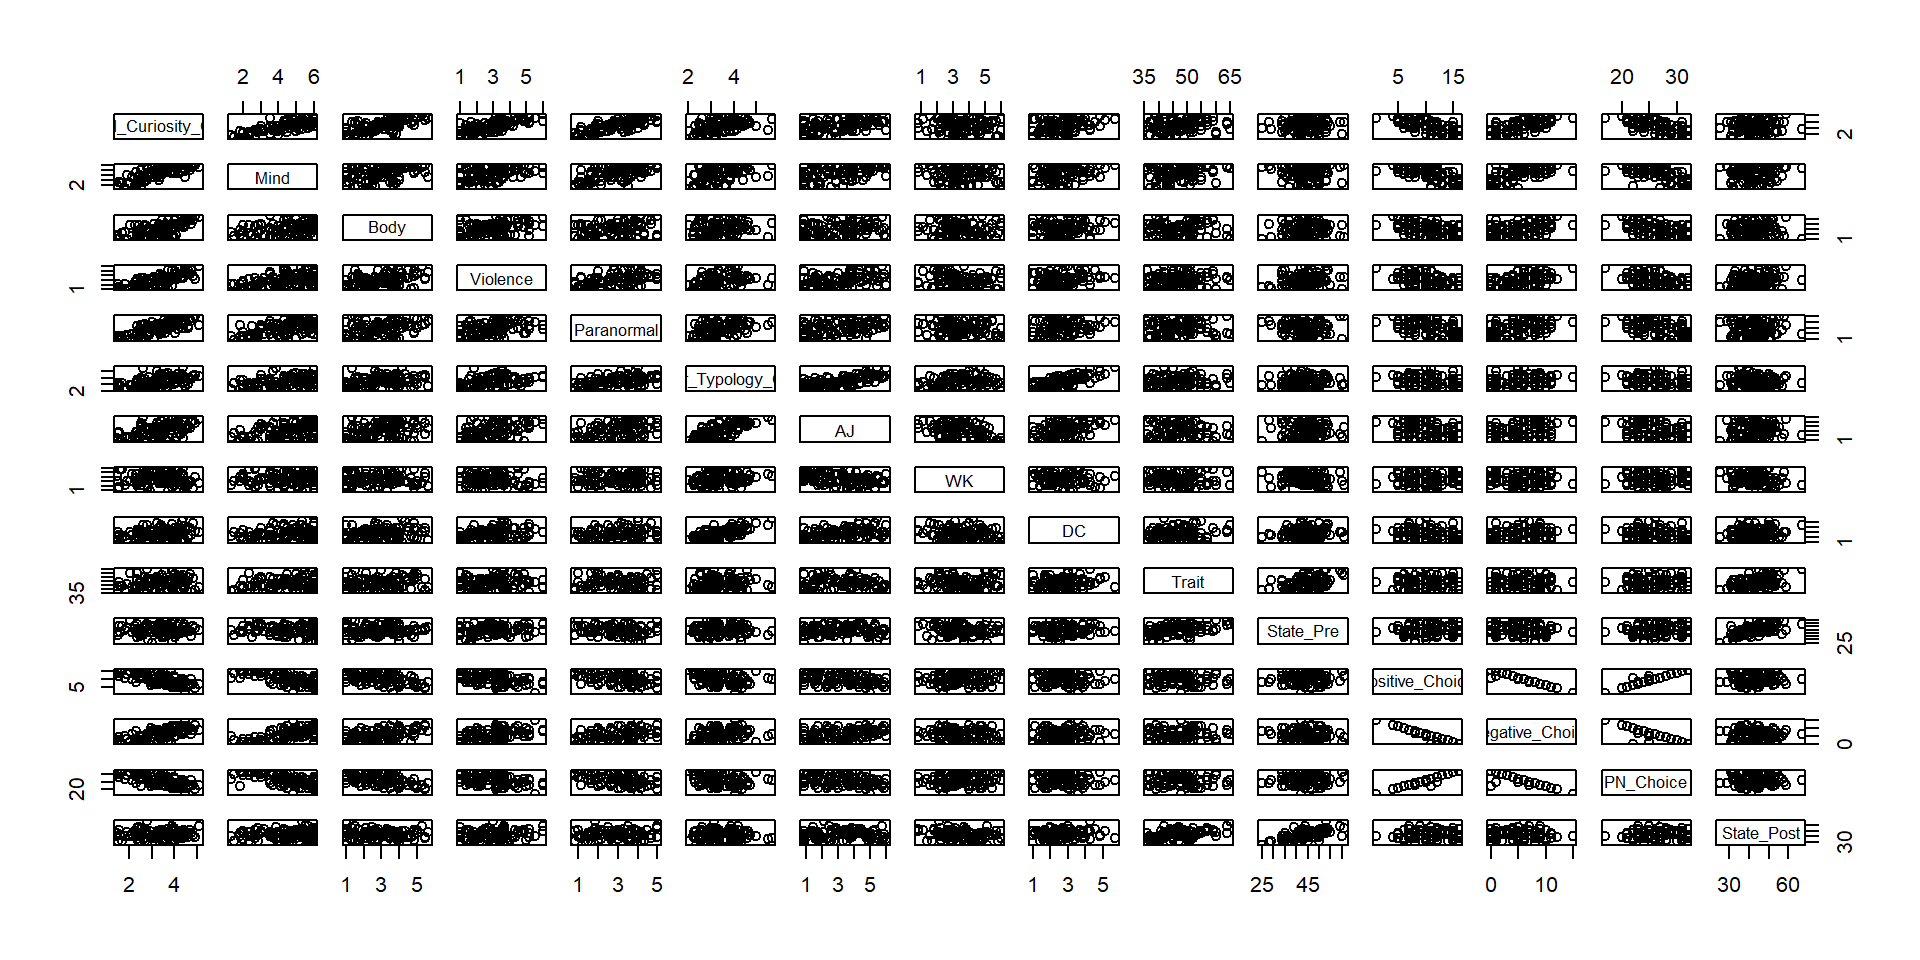 2 4 6 1 3 5 2 4 1 3 5 35 50 65 5 15 20 30
_Curiosity_ 2
2 Mind
Body 1
1 Violence
Paranormal 1
2 _Typology_
AJ 1
1 WK
DC 1
35 Trait
State_Pre 25
5 ositive_Choic
egative_Choi 0
20 PN_Choice
State_Post 30
2 4 1 3 5 1 3 5 1 3 5 1 3 5 25 45 0 10 30 60